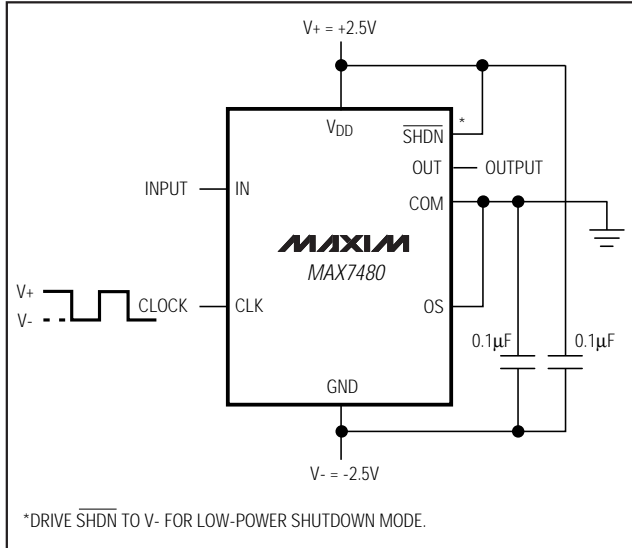 V+ = +2.5V
VDD
*
SHDN
OUT
OUTPUT
INPUT
IN
COM
MAXIM
MAX7480
V+
V-
CLOCK
CLK
OS
0.1µF
0.1µF
GND
V- = -2.5V
*DRIVE SHDN TO V- FOR LOW-POWER SHUTDOWN MODE.